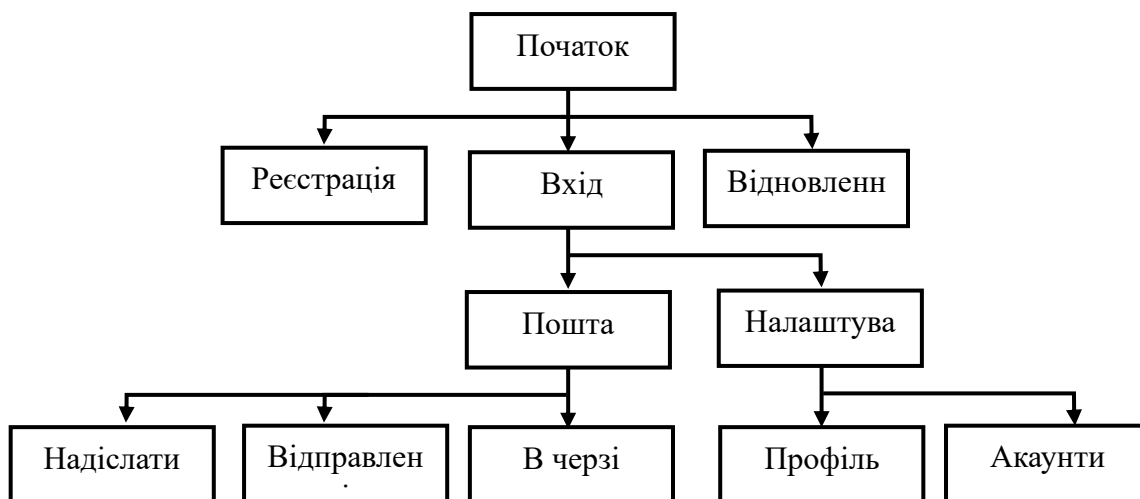 Початок
Реєстрація
Вхід
Відновленн
Пошта
Налаштува
Надіслати
Відправлен
В черзі
Профіль
Акаунти